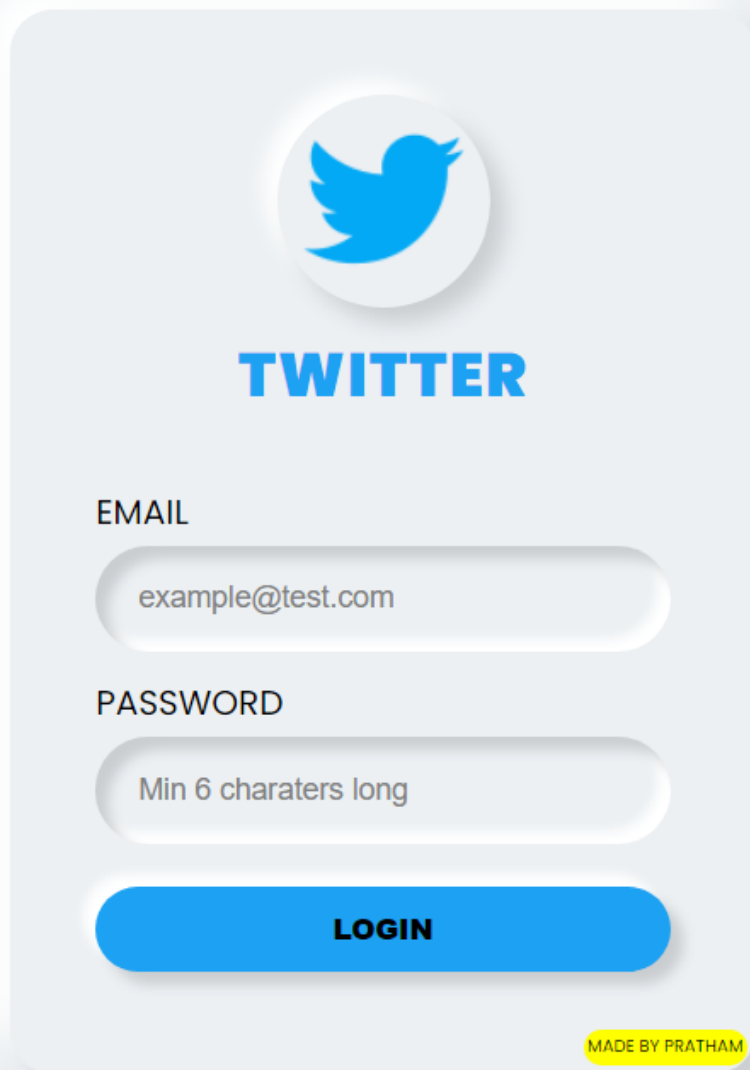 TWITTER
EMAIL
example@test.com
PASSWORD
Min 6 charaters long
LOGIN
MADE BY PRATHAM